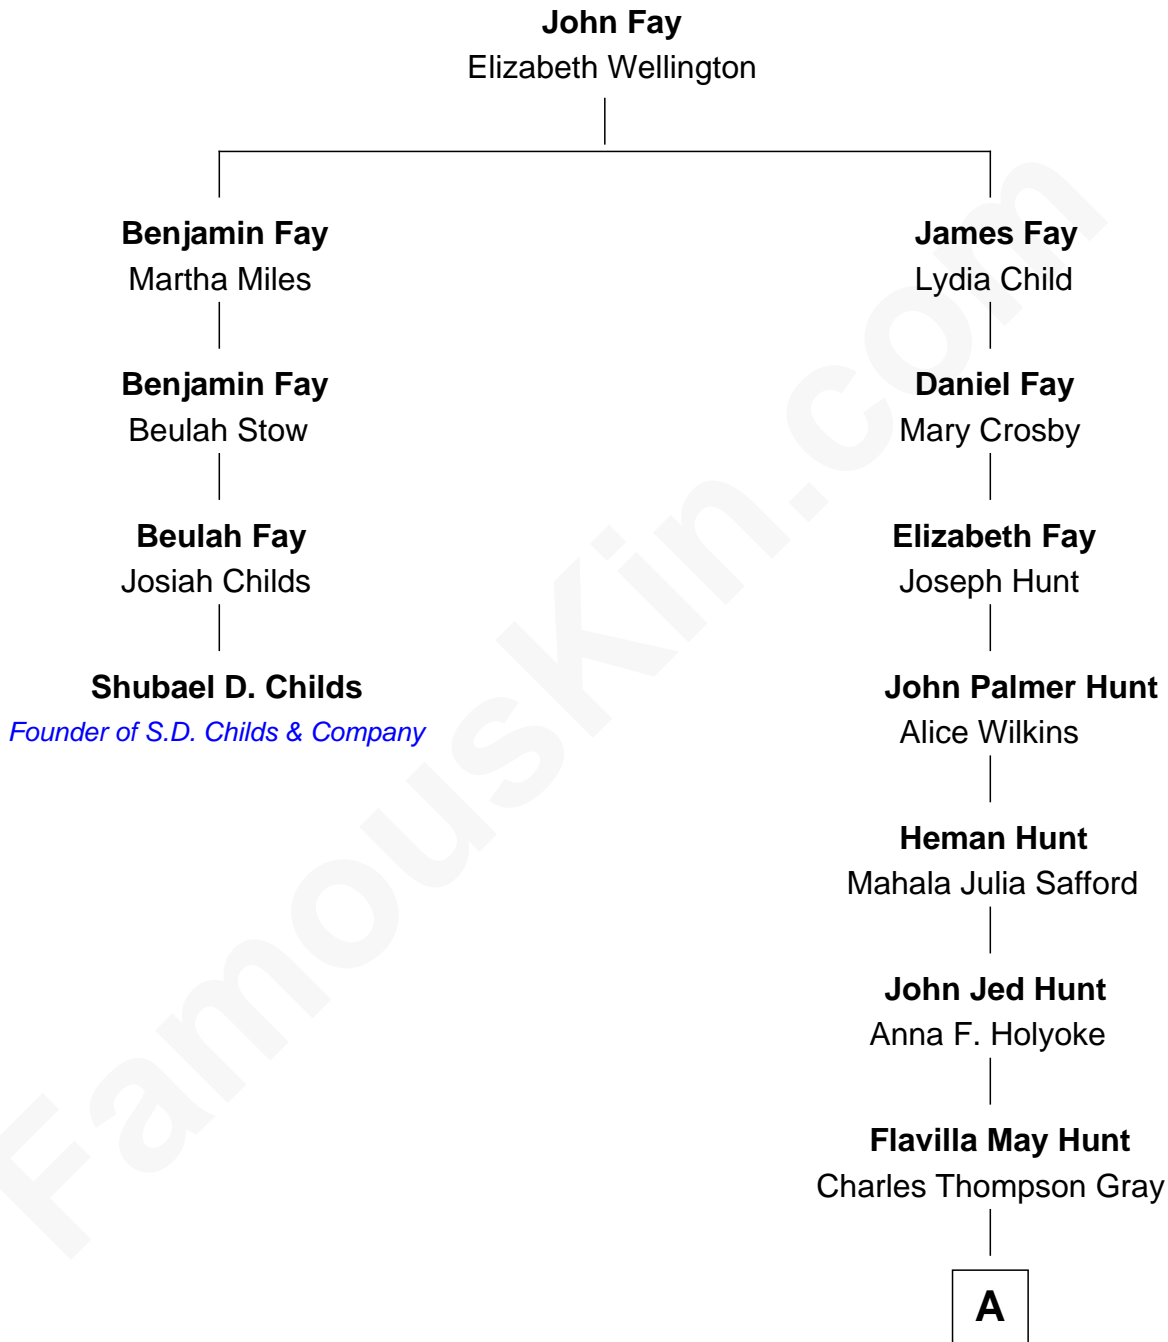 John Fay
Elizabeth Wellington
Benjamin Fay
Martha Miles
James Fay
Lydia Child
Benjamin Fay
Beulah Stow
Daniel Fay
Mary Crosby
Beulah Fay
Josiah Childs
Elizabeth Fay
Joseph Hunt
Shubael D. Childs
Founder of S.D. Childs & Company
John Palmer Hunt
Alice Wilkins
Heman Hunt
Mahala Julia Safford
John Jed Hunt
Anna F. Holyoke
Flavilla May Hunt
Charles Thompson Gray
A
FamousKin.com